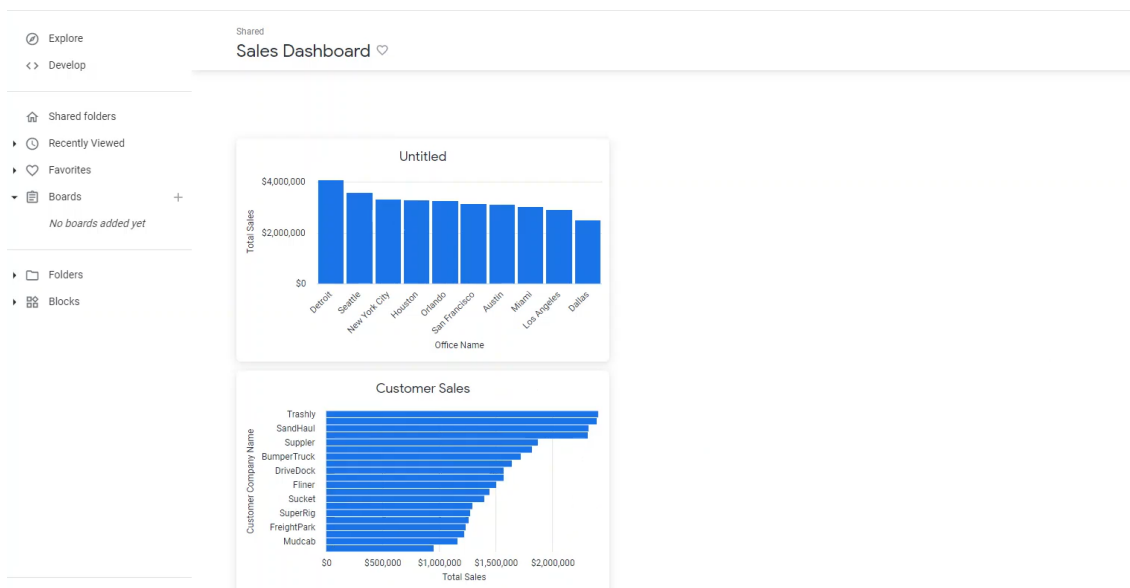 Explore
Develop
Shared folders
Recently Viewed
Favorites
Boards +
No boards added yet
Folders
Blocks
Shared
Sales Dashboard
Untitled
Total Sales
$4,000,000
$2,000,000
$0
Detroit
Seattle
New York City
Houston
Orlando
San Francisco
Austin
Miami
Los Angeles
Dallas
Office Name
Customer Sales
Customer Company Name
Trashly
SandHaul
Suppler
BumperTruck
DriveDock
Fliner
Sucket
SuperRig
FreightPark
Mudcab
$0 $500,000 $1,000,000 $1,500,000 $2,000,000
Total Sales